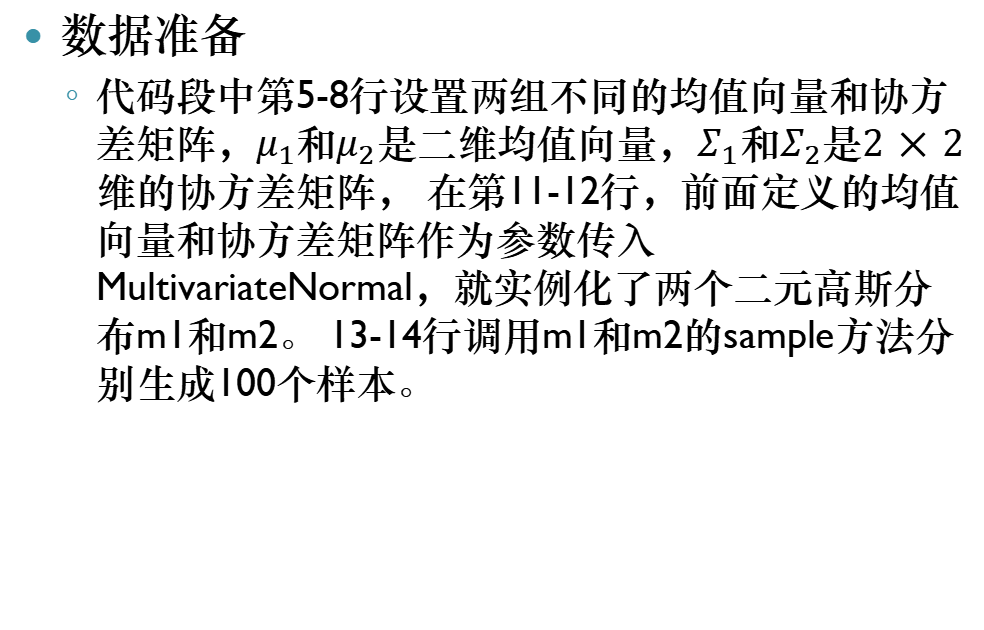 数据准备
代码段中第5-8行设置两组不同的均值向量和协方
差矩阵，𝜇₁和𝜇₂是二维均值向量，𝛴₁和𝛴₂是2 × 2
维的协方差矩阵， 在第11-12行，前面定义的均值
向量和协方差矩阵作为参数传入
MultivariateNormal，就实例化了两个二元高斯分
布m1和m2。 13-14行调用m1和m2的sample方法分
别生成100个样本。